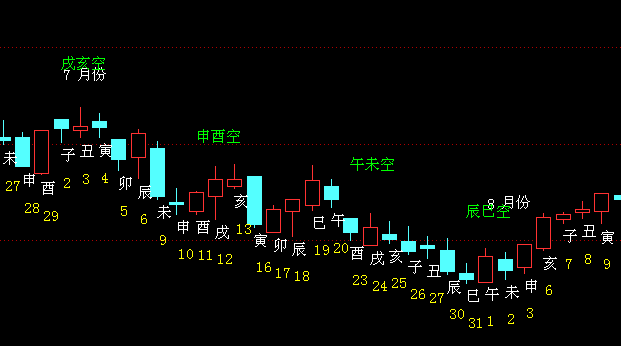 戌亥空
7 月份
申酉空
午未空
辰巳空
8 月份
未
27
申
28
酉
29
子
2
丑
3
寅
4
卯
5
辰
6
未
9
申
10
酉
11
戌
12
亥
13
寅
16
卯
17
辰
18
巳
19
午
20
酉
23
戌
24
亥
25
子
26
丑
27
辰
30
巳
31
午
1
未
2
申
3
亥
6
子
7
丑
8
寅
9